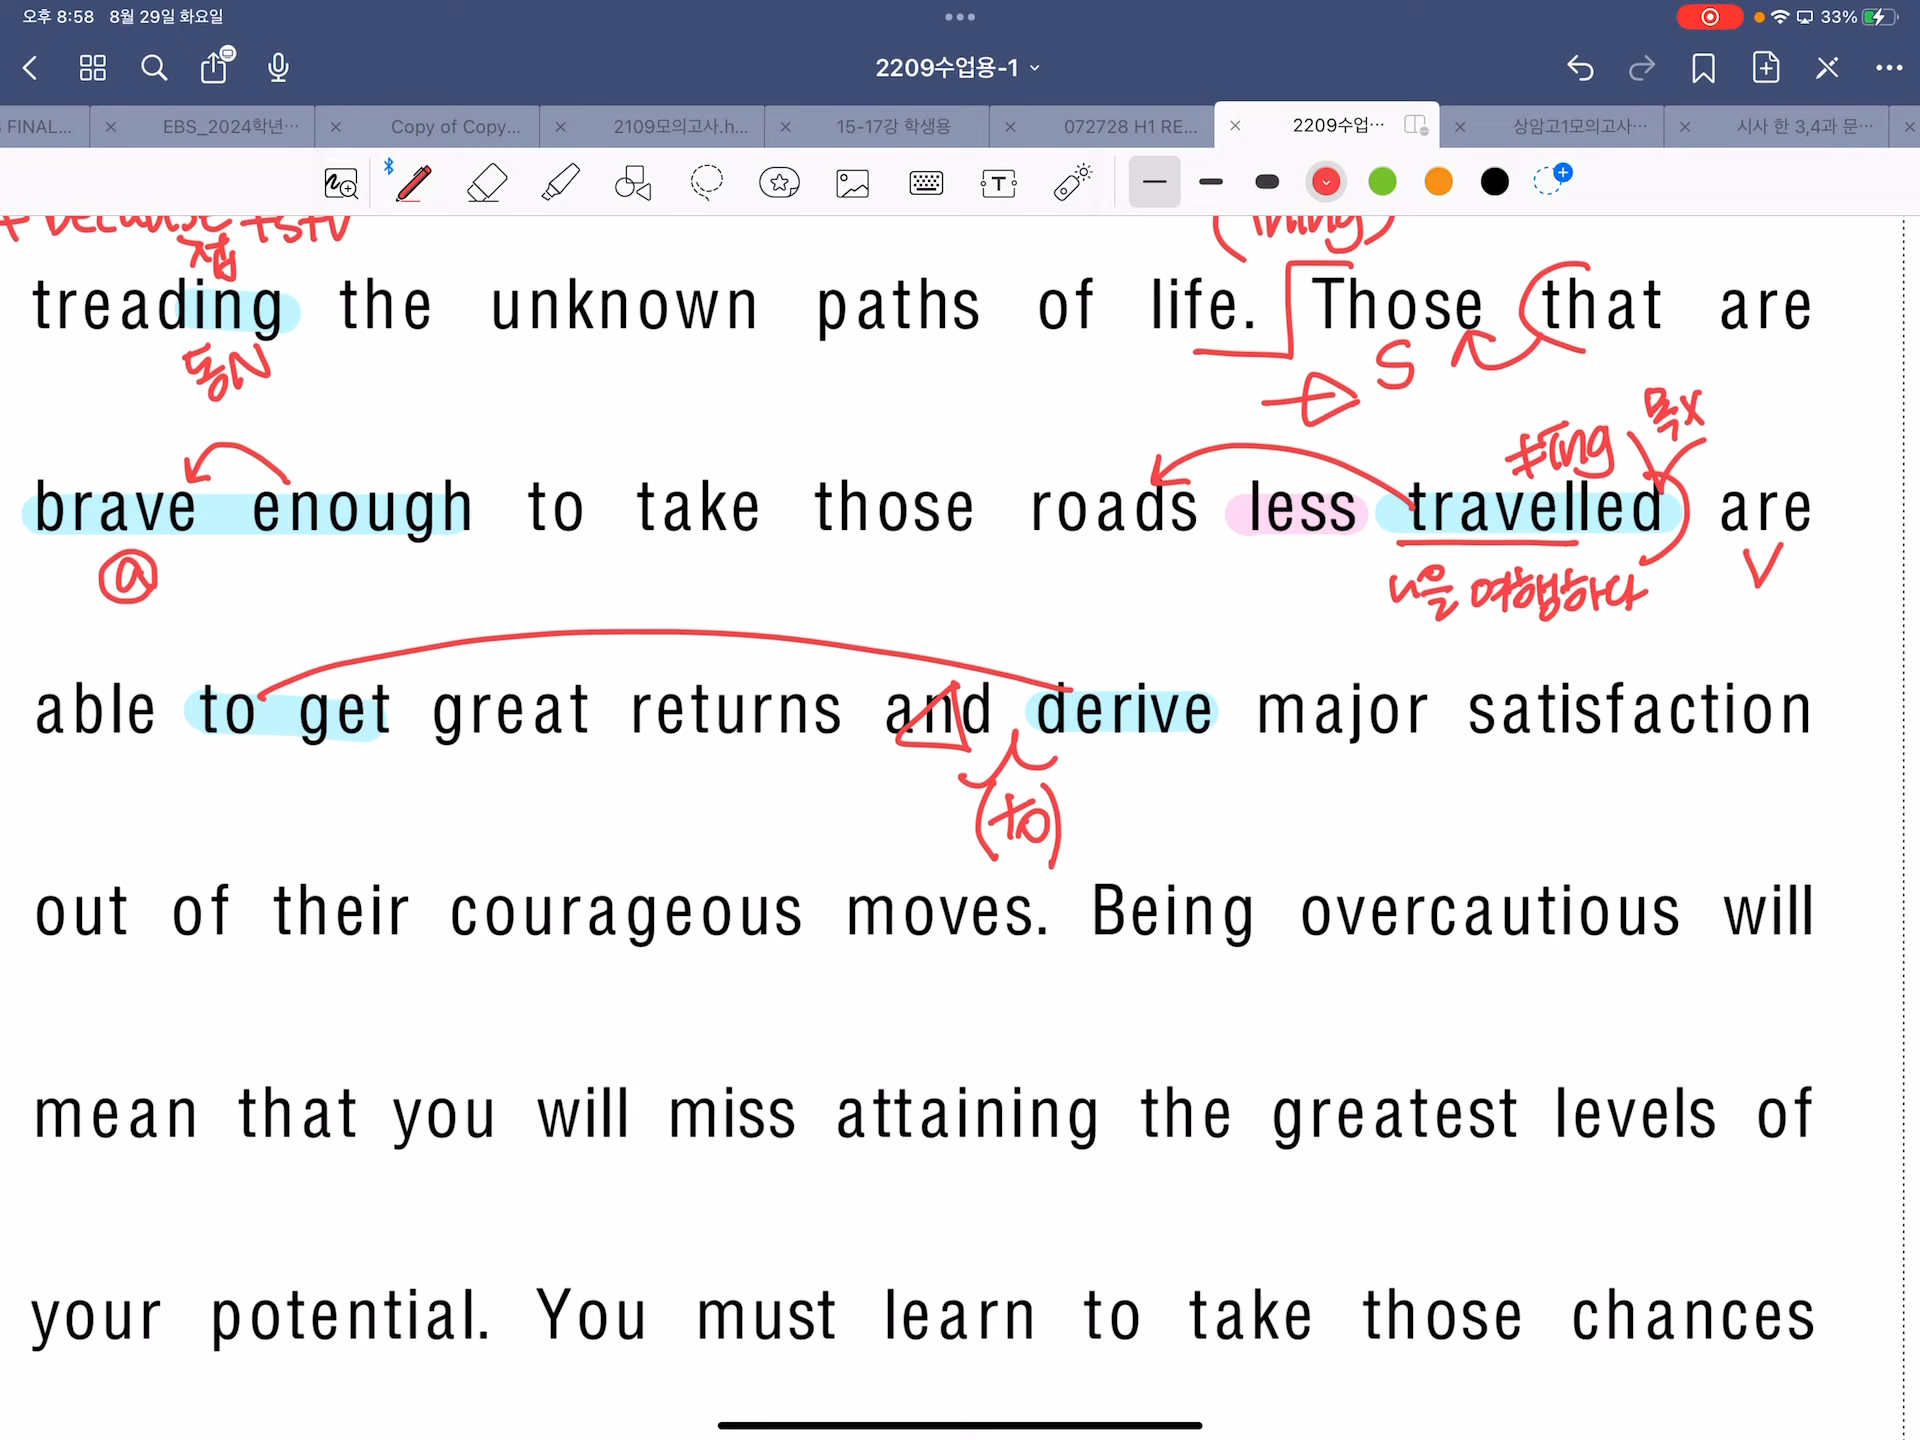 오후 8:58 8월 29일 화요일
33%
2209수업용-1
FINAL...
EBS_2024학년...
Copy of Copy...
2109모의고사.h...
15-17강 학생용
072728 H1 RE...
2209수업...
상암고1모의고사...
시사 한 3,4과 문...
+ because +S+V
접
(ining)
treading the unknown paths of life. Those that are
동N
S
≠ing
목X
brave enough to take those roads less travelled are
ⓐ
~을 여행하다
V
able to get great returns and derive major satisfaction
(to)
out of their courageous moves. Being overcautious will
mean that you will miss attaining the greatest levels of
your potential. You must learn to take those chances